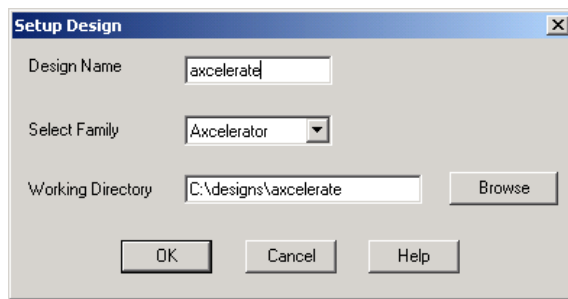 Setup Design
Design Name axcelerate
Select Family Axcelerator
Working Directory C:\designs\axcelerate Browse
OK Cancel Help